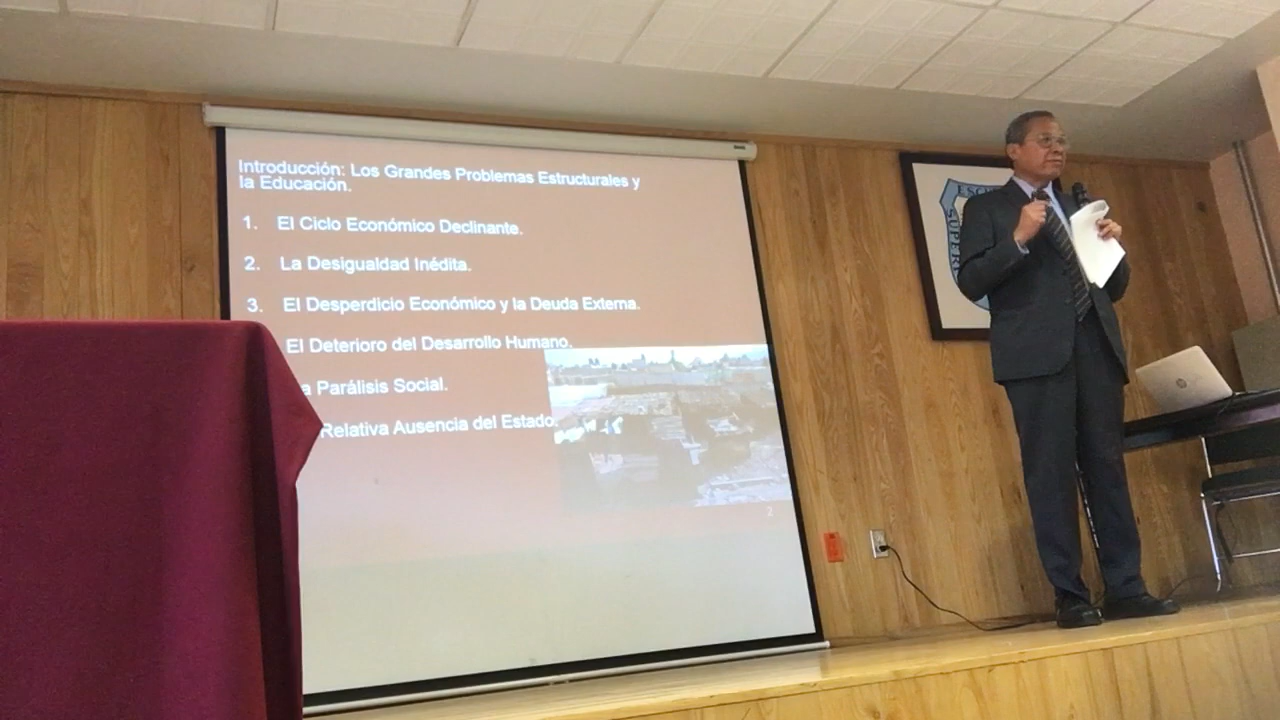 Introducción: Los Grandes Problemas Estructurales y
la Educación.
1. El Ciclo Económico Declinante.
2. La Desigualdad Inédita.
3. El Desperdicio Económico y la Deuda Externa.
El Deterioro del Desarrollo Humano.
Parálisis Social.
Relativa Ausencia del Estado.
2